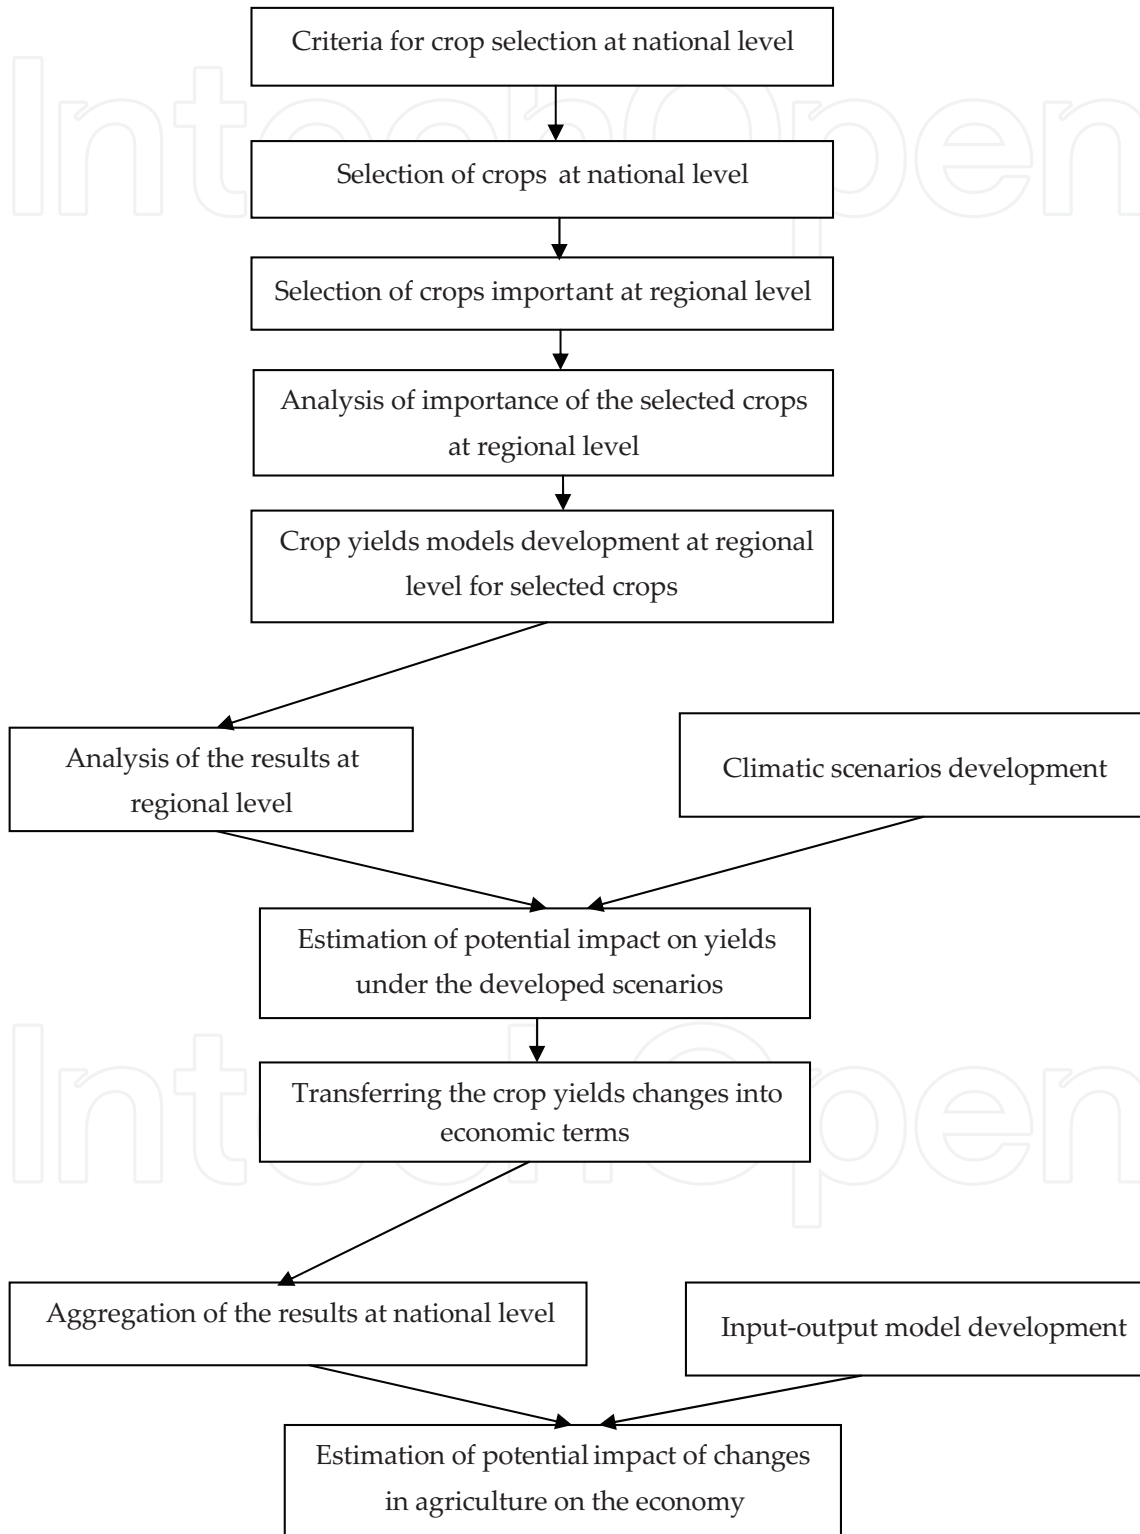 Criteria for crop selection at national level
Selection of crops at national level
Selection of crops important at regional level
Analysis of importance of the selected crops
at regional level
Crop yields models development at regional
level for selected crops
Analysis of the results at
regional level
Climatic scenarios development
Estimation of potential impact on yields
under the developed scenarios
Transferring the crop yields changes into
economic terms
Aggregation of the results at national level
Input-output model development
Estimation of potential impact of changes
in agriculture on the economy
IntechOpen
IntechOpen